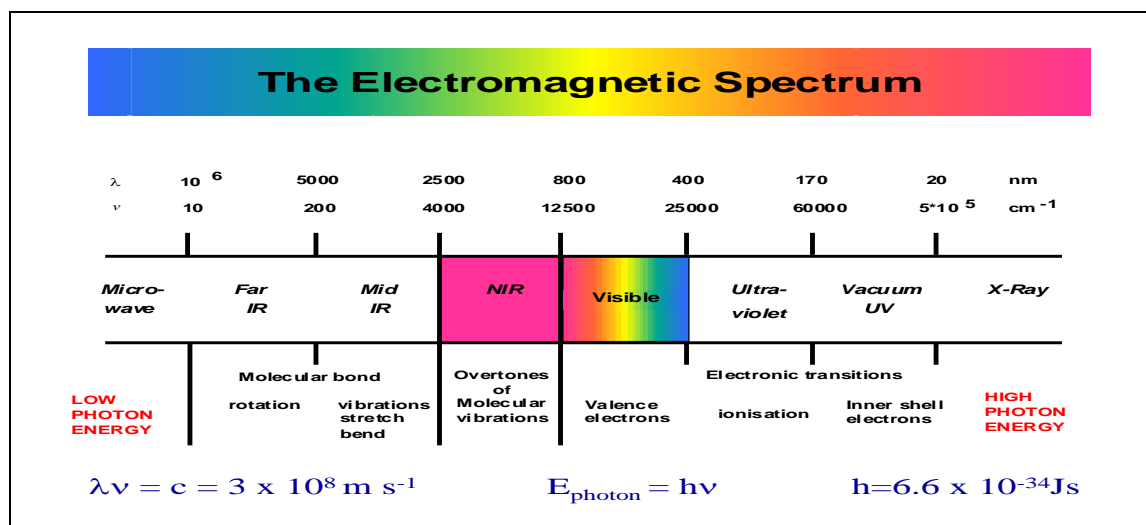 The Electromagnetic Spectrum
λ 10 6 5000 2500 800 400 170 20 nm
ν 10 200 4000 12500 25000 60000 5*10 5 cm -1
Micro-wave
Far IR
Mid IR
NIR
Visible
Ultra-violet
Vacuum UV
X-Ray
LOW PHOTON ENERGY
Molecular bond
rotation
vibrations
stretch
bend
Overtones
of
Molecular
vibrations
Electronic transitions
Valence
electrons
ionisation
Inner shell
electrons
HIGH
PHOTON
ENERGY
λν = c = 3 x 10⁸ m s⁻¹ E photon = hν h=6.6 x 10⁻³⁴Js